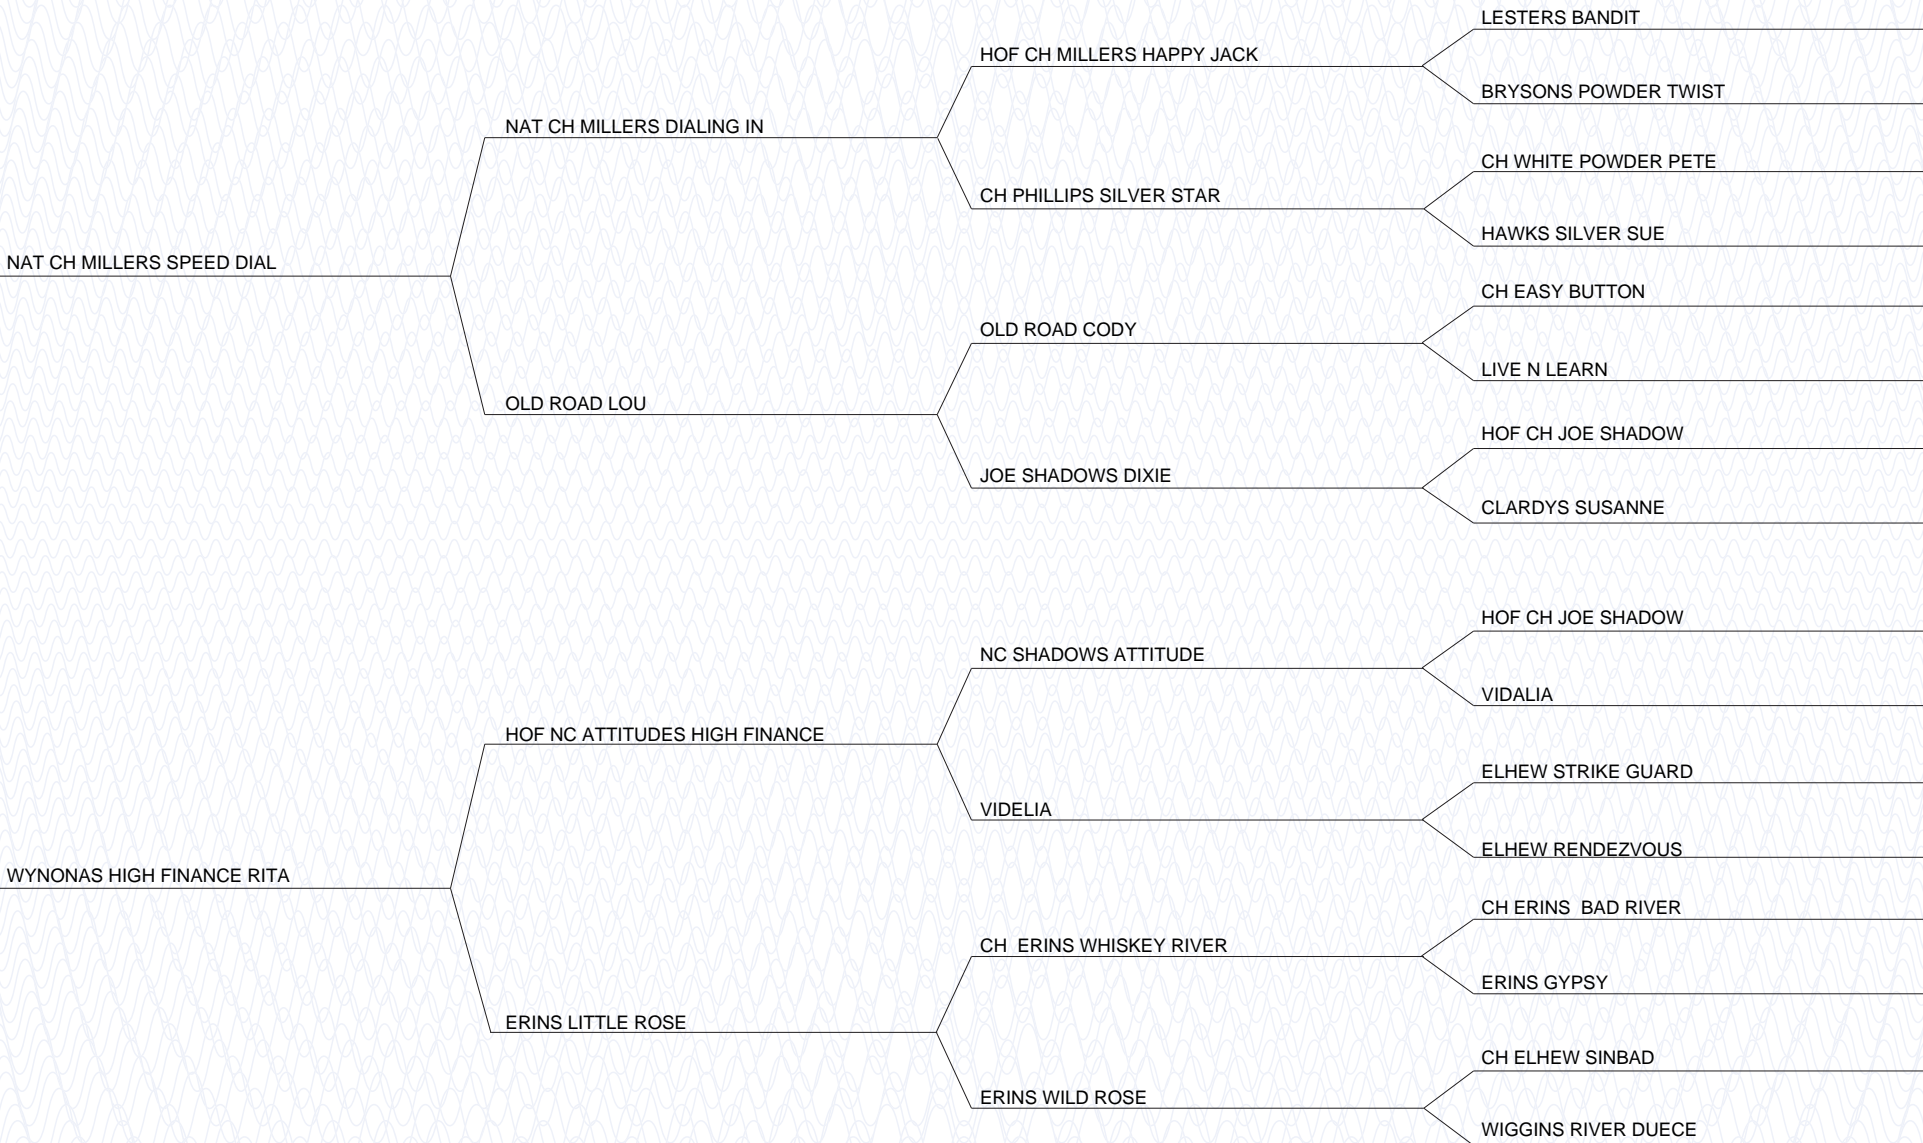 LESTERS BANDIT
HOF CH MILLERS HAPPY JACK
BRYSONS POWDER TWIST
NAT CH MILLERS DIALING IN
CH WHITE POWDER PETE
CH PHILLIPS SILVER STAR
HAWKS SILVER SUE
NAT CH MILLERS SPEED DIAL
CH EASY BUTTON
OLD ROAD CODY
LIVE N LEARN
OLD ROAD LOU
HOF CH JOE SHADOW
JOE SHADOWS DIXIE
CLARDYS SUSANNE
HOF CH JOE SHADOW
NC SHADOWS ATTITUDE
VIDALIA
HOF NC ATTITUDES HIGH FINANCE
ELHEW STRIKE GUARD
VIDELIA
ELHEW RENDEZVOUS
WYNONAS HIGH FINANCE RITA
CH ERINS  BAD RIVER
CH  ERINS WHISKEY RIVER
ERINS GYPSY
ERINS LITTLE ROSE
CH ELHEW SINBAD
ERINS WILD ROSE
WIGGINS RIVER DUECE